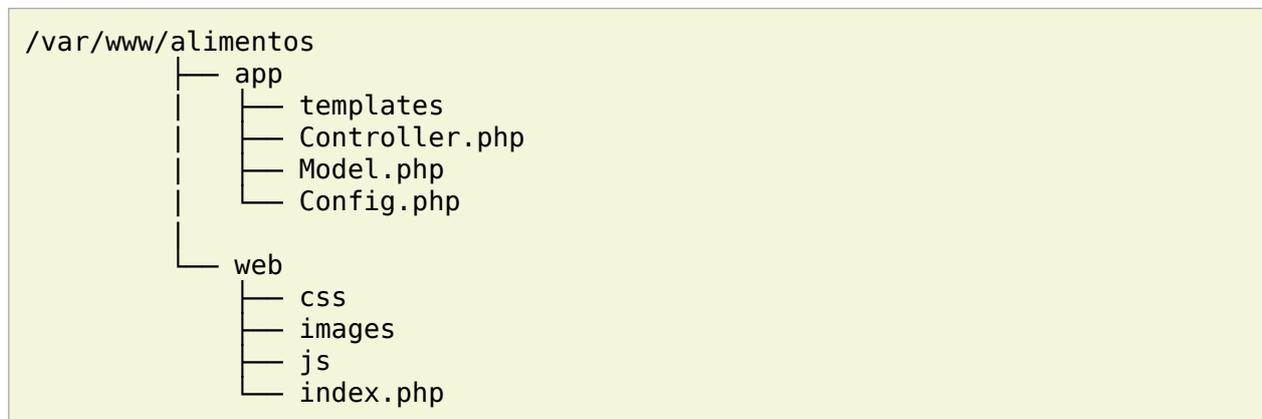 /var/www/alimentos
├── app
│   ├── templates
│   ├── Controller.php
│   ├── Model.php
│   └── Config.php
│
└── web
    ├── css
    ├── images
    ├── js
    └── index.php